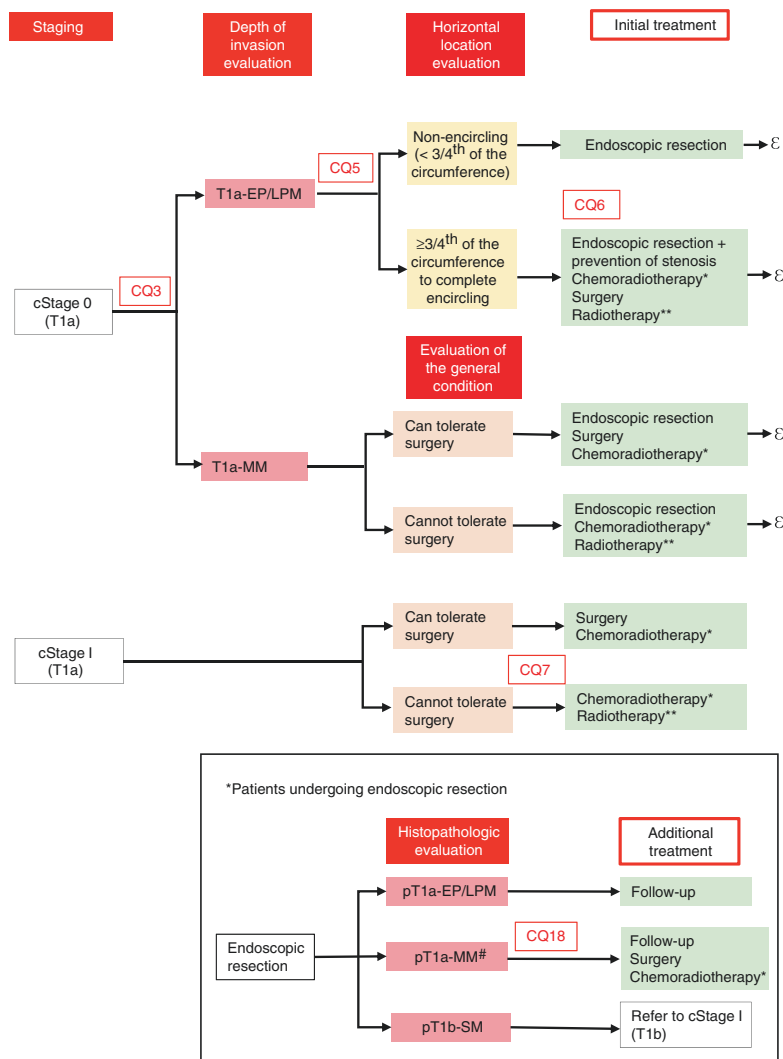 Staging
Depth of
invasion
evaluation
Horizontal
location
evaluation
Initial treatment
Non-encircling
(< 3/4th of the
circumference)
Endoscopic resection
ε
CQ5
T1a-EP/LPM
CQ6
≥3/4th of the
circumference
to complete
encircling
Endoscopic resection +
prevention of stenosis
Chemoradiotherapy*
Surgery
Radiotherapy**
ε
CQ3
cStage 0
(T1a)
Evaluation of
the general
condition
Can tolerate
surgery
Endoscopic resection
Surgery
Chemoradiotherapy*
ε
T1a-MM
Cannot tolerate
surgery
Endoscopic resection
Chemoradiotherapy*
Radiotherapy**
ε
Can tolerate
surgery
Surgery
Chemoradiotherapy*
cStage I
(T1a)
CQ7
Cannot tolerate
surgery
Chemoradiotherapy*
Radiotherapy**
*Patients undergoing endoscopic resection
Histopathologic
evaluation
Additional
treatment
pT1a-EP/LPM
Follow-up
CQ18
Endoscopic
resection
pT1a-MM#
Follow-up
Surgery
Chemoradiotherapy*
pT1b-SM
Refer to cStage I
(T1b)